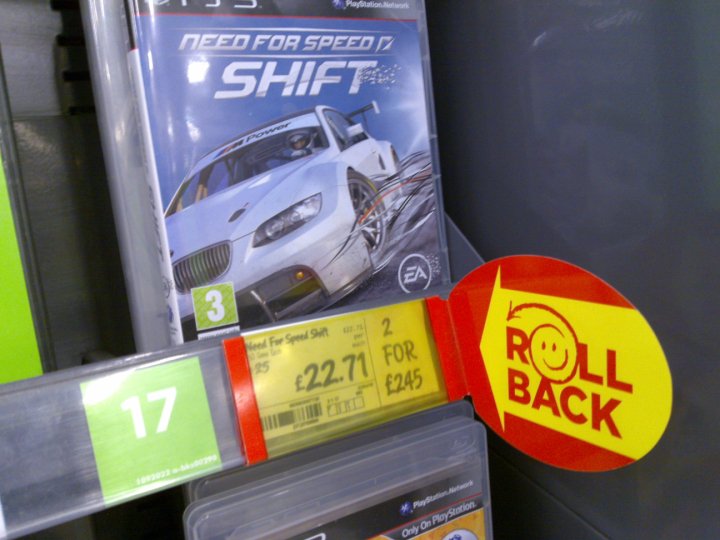 PS3
PlayStation.Network
NEED FOR SPEED
SHIFT
M Power
EA
3
Need For Speed Shift
£22.71
2
FOR
£245
ROLL
BACK
17
PlayStation.Network
Only On PlayStation.